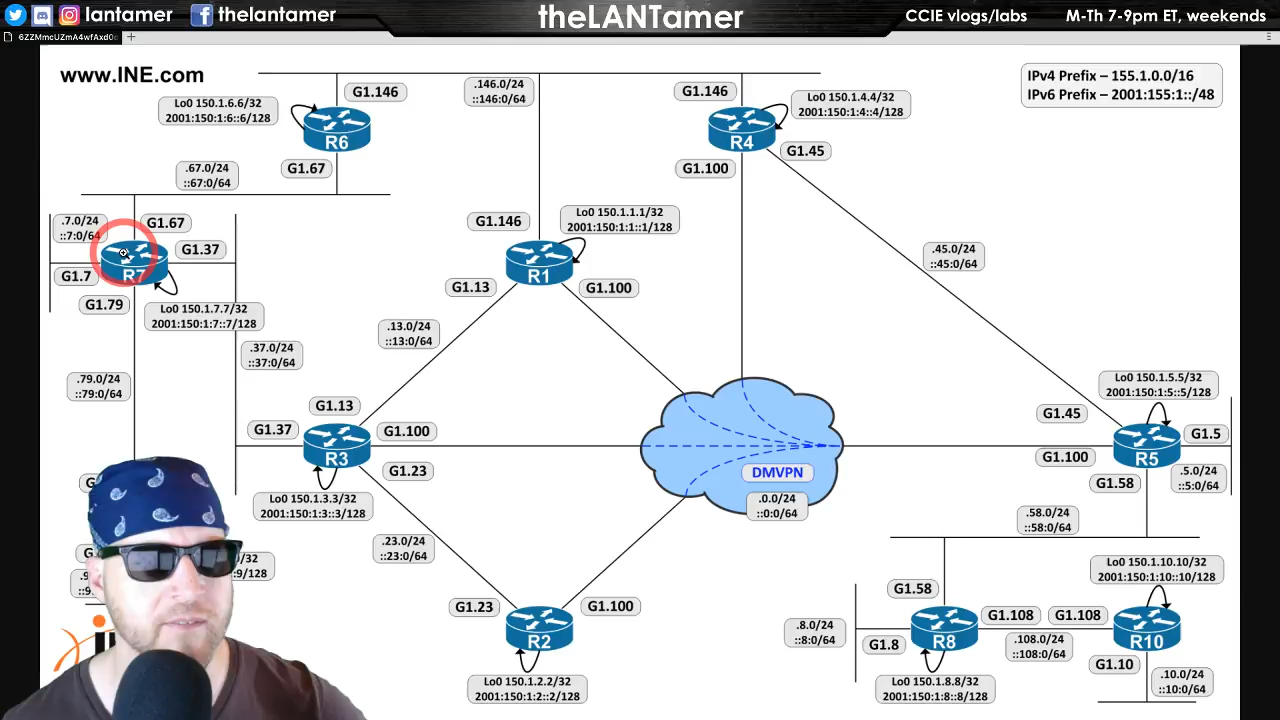 lantamer
thelantamer
theLANTamer
CCIE vlogs/labs
M-Th 7-9pm ET, weekends
www.INE.com
IPv4 Prefix – 155.1.0.0/16
IPv6 Prefix – 2001:155:1::/48
G1.146
.146.0/24
::146:0/64
G1.146
Lo0 150.1.6.6/32
2001:150:1:6::6/128
R6
Lo0 150.1.4.4/32
2001:150:1:4::4/128
R4
G1.67
.67.0/24
::67:0/64
G1.45
G1.100
.7.0/24
::7:0/64
G1.67
G1.37
R7
G1.7
G1.79
Lo0 150.1.7.7/32
2001:150:1:7::7/128
G1.146
Lo0 150.1.1.1/32
2001:150:1:1::1/128
R1
G1.13
G1.100
.45.0/24
::45:0/64
.13.0/24
::13:0/64
.37.0/24
::37:0/64
.79.0/24
::79:0/64
G1.13
G1.37
G1.100
R3
G1.23
Lo0 150.1.3.3/32
2001:150:1:3::3/128
DMVPN
.0.0/24
::0:0/64
Lo0 150.1.5.5/32
2001:150:1:5::5/128
G1.45
G1.5
R5
G1.100
G1.58
.5.0/24
::5:0/64
.58.0/24
::58:0/64
.23.0/24
::23:0/64
G1.23
G1.100
R2
Lo0 150.1.2.2/32
2001:150:1:2::2/128
Lo0 150.1.10.10/32
2001:150:1:10::10/128
G1.58
G1.108
G1.108
.8.0/24
::8:0/64
G1.8
R8
.108.0/24
::108:0/64
R10
G1.10
Lo0 150.1.8.8/32
2001:150:1:8::8/128
.10.0/24
::10:0/64